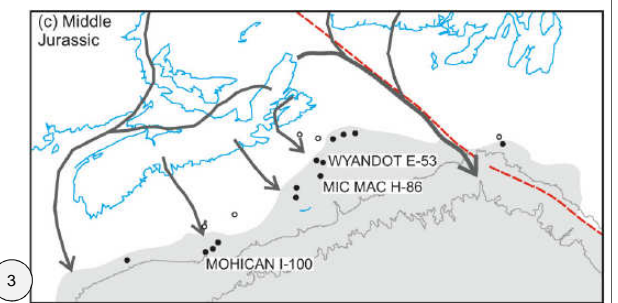 (c) Middle
Jurassic
WYANDOT E-53
MIC MAC H-86
MOHICAN I-100
3